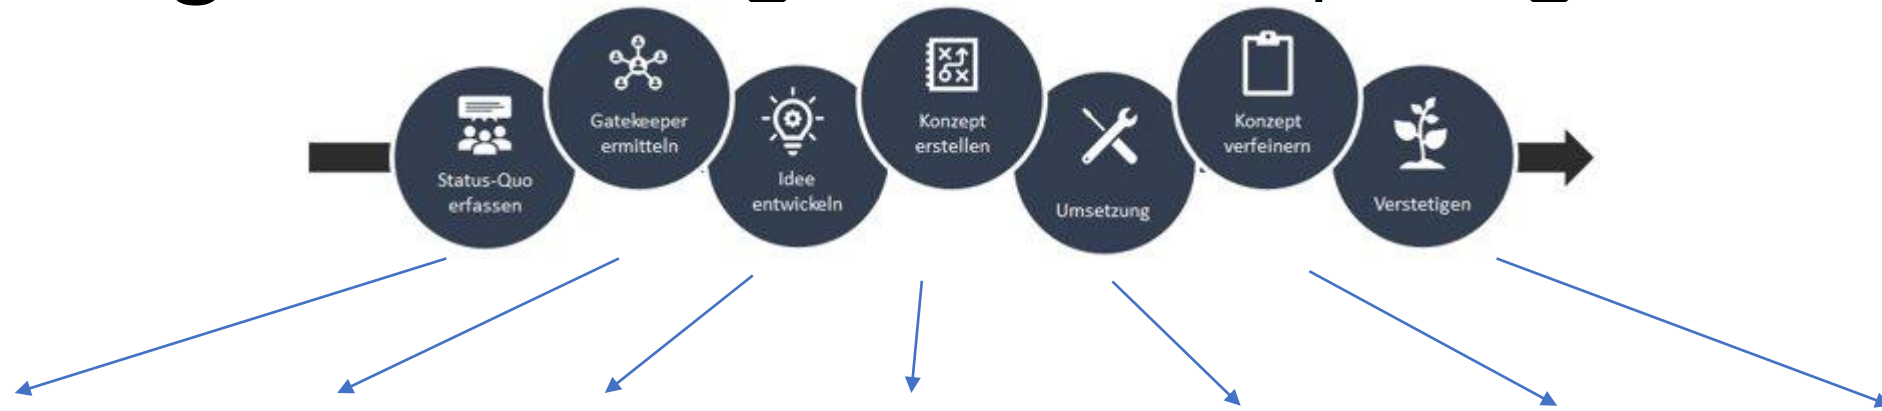 Status-Quo
erfassen
Gatekeeper
ermitteln
Idee
entwickeln
Konzept
erstellen
Umsetzung
Konzept
verfeinern
Verstetigen